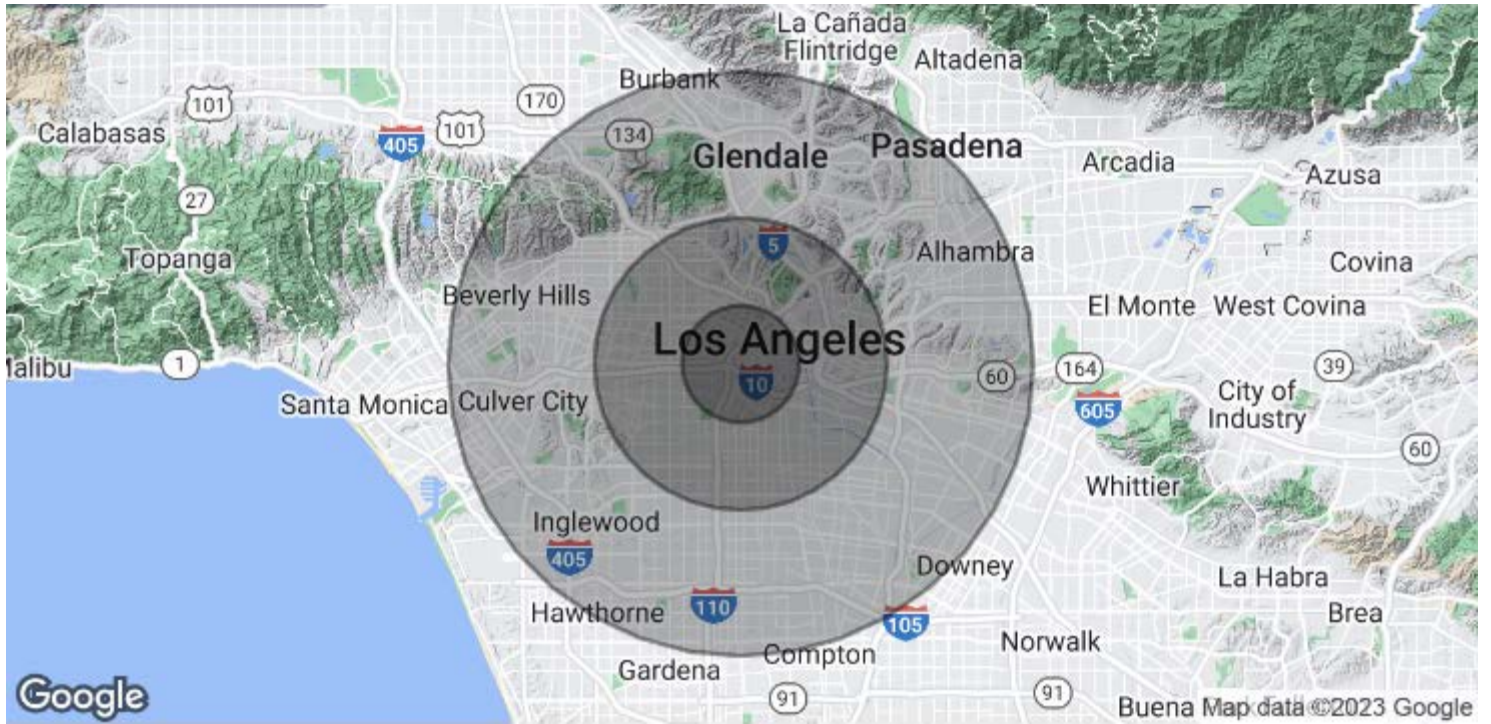 La Cañada
Flintridge
Altadena
Burbank
170
101
101
134
405
Calabasas
Glendale
Pasadena
Arcadia
Azusa
27
5
Topanga
Alhambra
Covina
Beverly Hills
El Monte
West Covina
Los Angeles
Malibu
1
10
60
164
39
Santa Monica
Culver City
605
City of
Industry
60
Whittier
Inglewood
405
Downey
La Habra
Hawthorne
110
105
Brea
Norwalk
Compton
Gardena
91
91
Google
Buena
Map data ©2023 Google